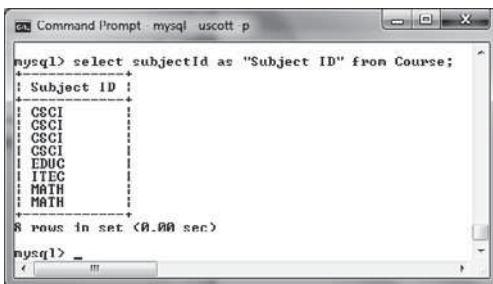 Command Prompt - mysql -uscott -p
mysql> select subjectId as "Subject ID" from Course;
+------------+
| Subject ID |
+------------+
| CSCI       |
| CSCI       |
| CSCI       |
| CSCI       |
| EDUC       |
| ITEC       |
| MATH       |
| MATH       |
+------------+
8 rows in set (0.00 sec)
mysql> _